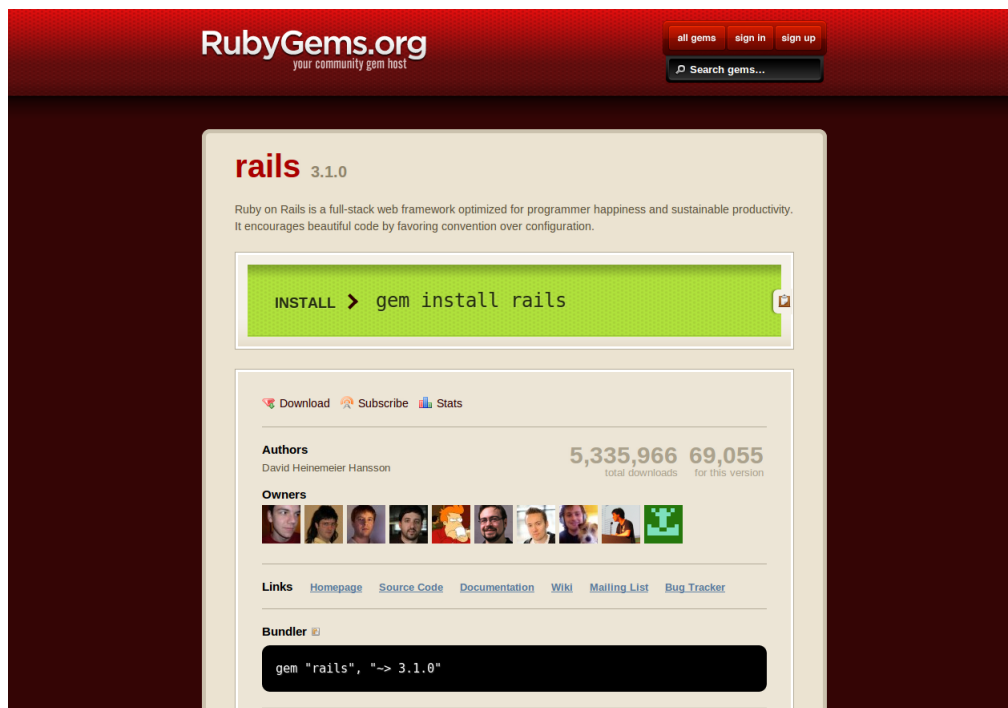 RubyGems.org
your community gem host
all gems sign in sign up
Search gems…
rails 3.1.0
Ruby on Rails is a full-stack web framework optimized for programmer happiness and sustainable productivity.
It encourages beautiful code by favoring convention over configuration.
INSTALL gem install rails
Download Subscribe Stats
Authors
David Heinemeier Hansson
5,335,966 69,055
total downloads for this version
Owners
Links Homepage Source Code Documentation Wiki Mailing List Bug Tracker
Bundler
gem "rails", "~> 3.1.0"